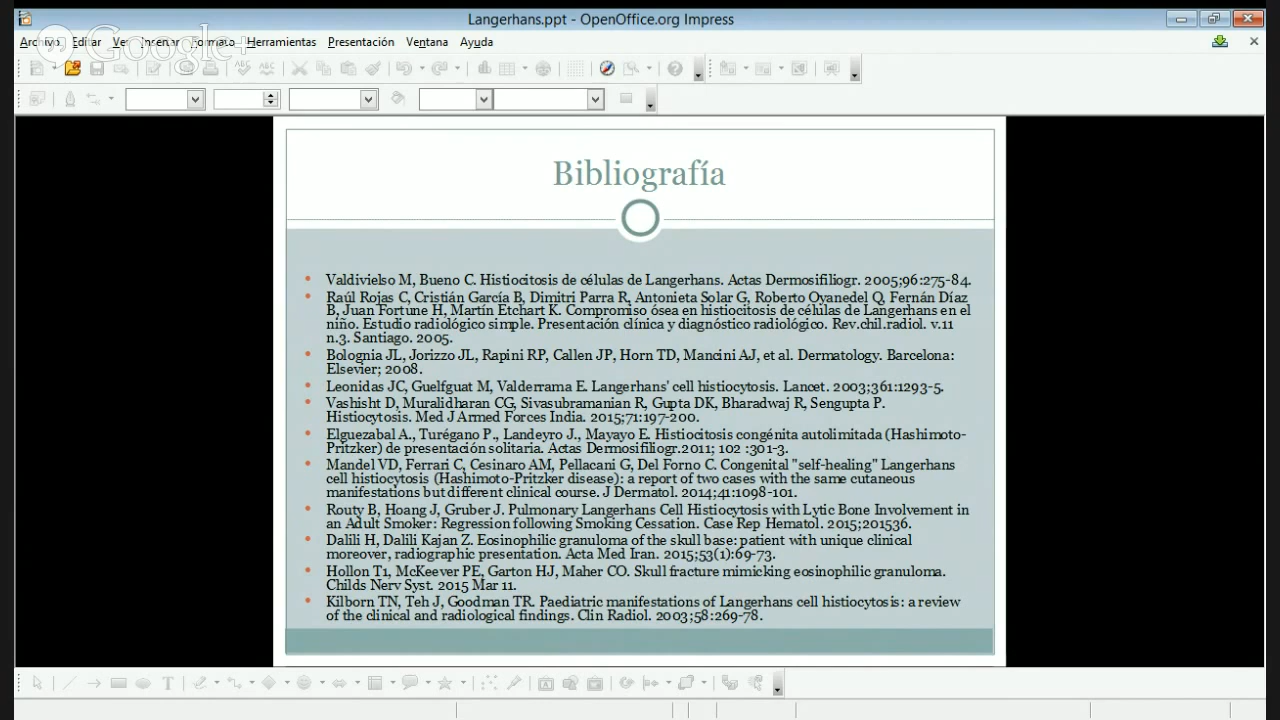 Langerhans.ppt - OpenOffice.org Impress
Google+
Archivo Editar Ver Insertar Formato Herramientas Presentación Ventana Ayuda
Bibliografía
• Valdivielso M, Bueno C. Histiocitosis de células de Langerhans. Actas Dermosifiliogr. 2005;96:275-84.
• Raúl Rojas C, Cristián García B, Dimitri Parra R, Antonieta Solar G, Roberto Oyanedel Q, Fernán Díaz
B, Juan Fortune H, Martín Etchart K. Compromiso ósea en histiocitosis de células de Langerhans en el
niño. Estudio radiológico simple. Presentación clínica y diagnóstico radiológico. Rev.chil.radiol. v.11
n.3. Santiago. 2005.
• Bolognia JL, Jorizzo JL, Rapini RP, Callen JP, Horn TD, Mancini AJ, et al. Dermatology. Barcelona:
Elsevier; 2008.
• Leonidas JC, Guelfguat M, Valderrama E. Langerhans' cell histiocytosis. Lancet. 2003;361:1293-5.
• Vashisht D, Muralidharan CG, Sivasubramanian R, Gupta DK, Bharadwaj R, Sengupta P.
Histiocytosis. Med J Armed Forces India. 2015;71:197-200.
• Elguezabal A., Turégano P., Landeyro J., Mayayo E. Histiocitosis congénita autolimitada (Hashimoto-
Pritzker) de presentación solitaria. Actas Dermosifiliogr.2011; 102 :301-3.
• Mandel VD, Ferrari C, Cesinaro AM, Pellacani G, Del Forno C. Congenital "self-healing" Langerhans
cell histiocytosis (Hashimoto-Pritzker disease): a report of two cases with the same cutaneous
manifestations but different clinical course. J Dermatol. 2014;41:1098-101.
• Routy B, Hoang J, Gruber J. Pulmonary Langerhans Cell Histiocytosis with Lytic Bone Involvement in
an Adult Smoker: Regression following Smoking Cessation. Case Rep Hematol. 2015;201536.
• Dalili H, Dalili Kajan Z. Eosinophilic granuloma of the skull base: patient with unique clinical
moreover, radiographic presentation. Acta Med Iran. 2015;53(1):69-73.
• Hollon T1, McKeever PE, Garton HJ, Maher CO. Skull fracture mimicking eosinophilic granuloma.
Childs Nerv Syst. 2015 Mar 11.
• Kilborn TN, Teh J, Goodman TR. Paediatric manifestations of Langerhans cell histiocytosis: a review
of the clinical and radiological findings. Clin Radiol. 2003;58:269-78.